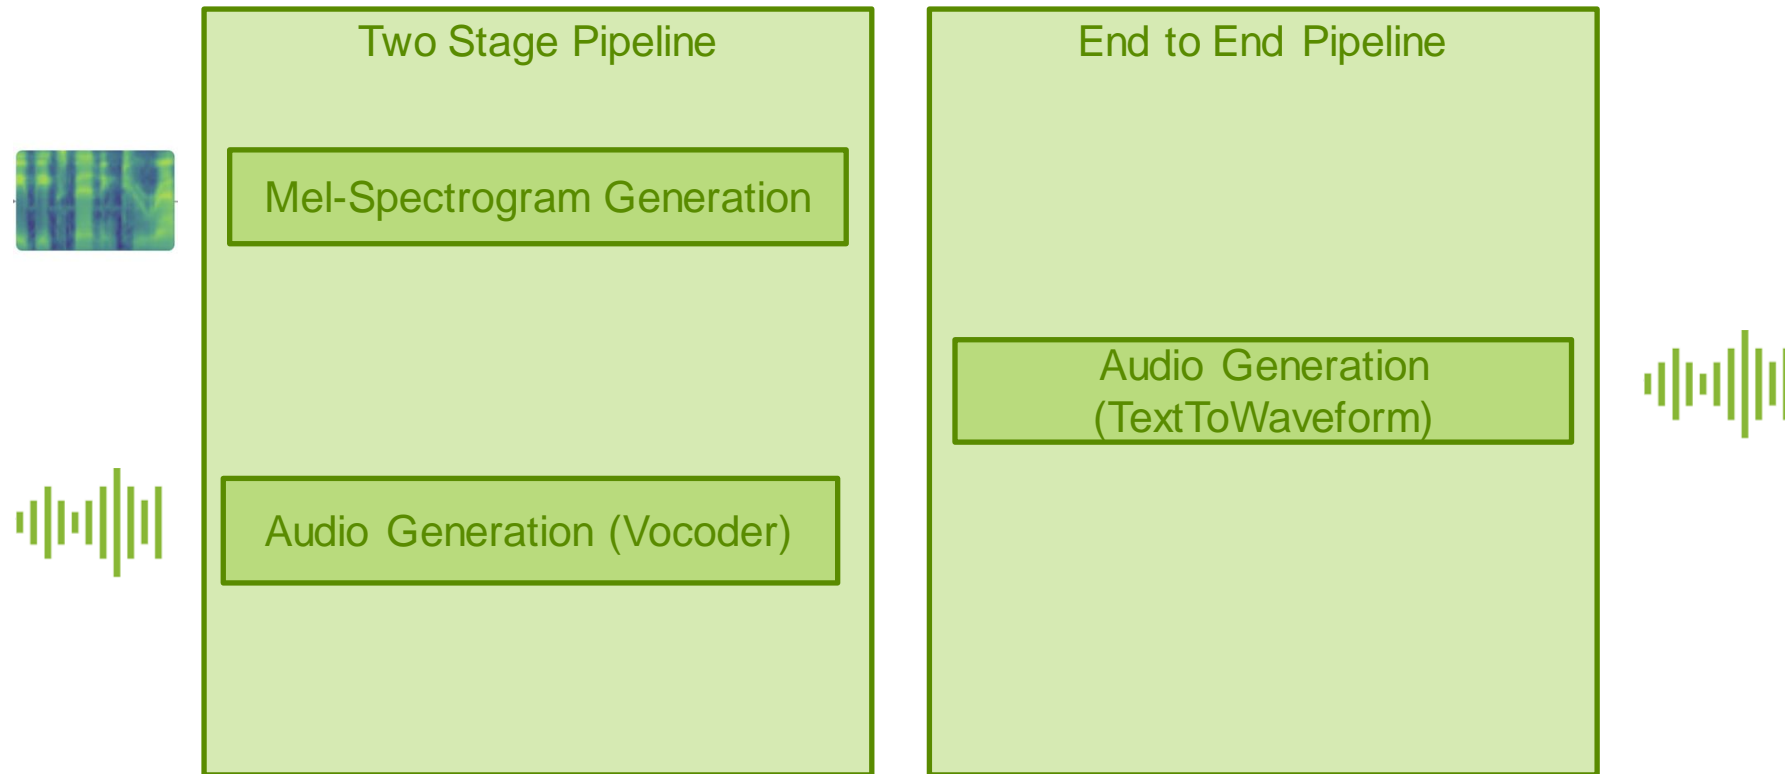 Two Stage Pipeline
Mel-Spectrogram Generation
Audio Generation (Vocoder)
End to End Pipeline
Audio Generation
(TextToWaveform)